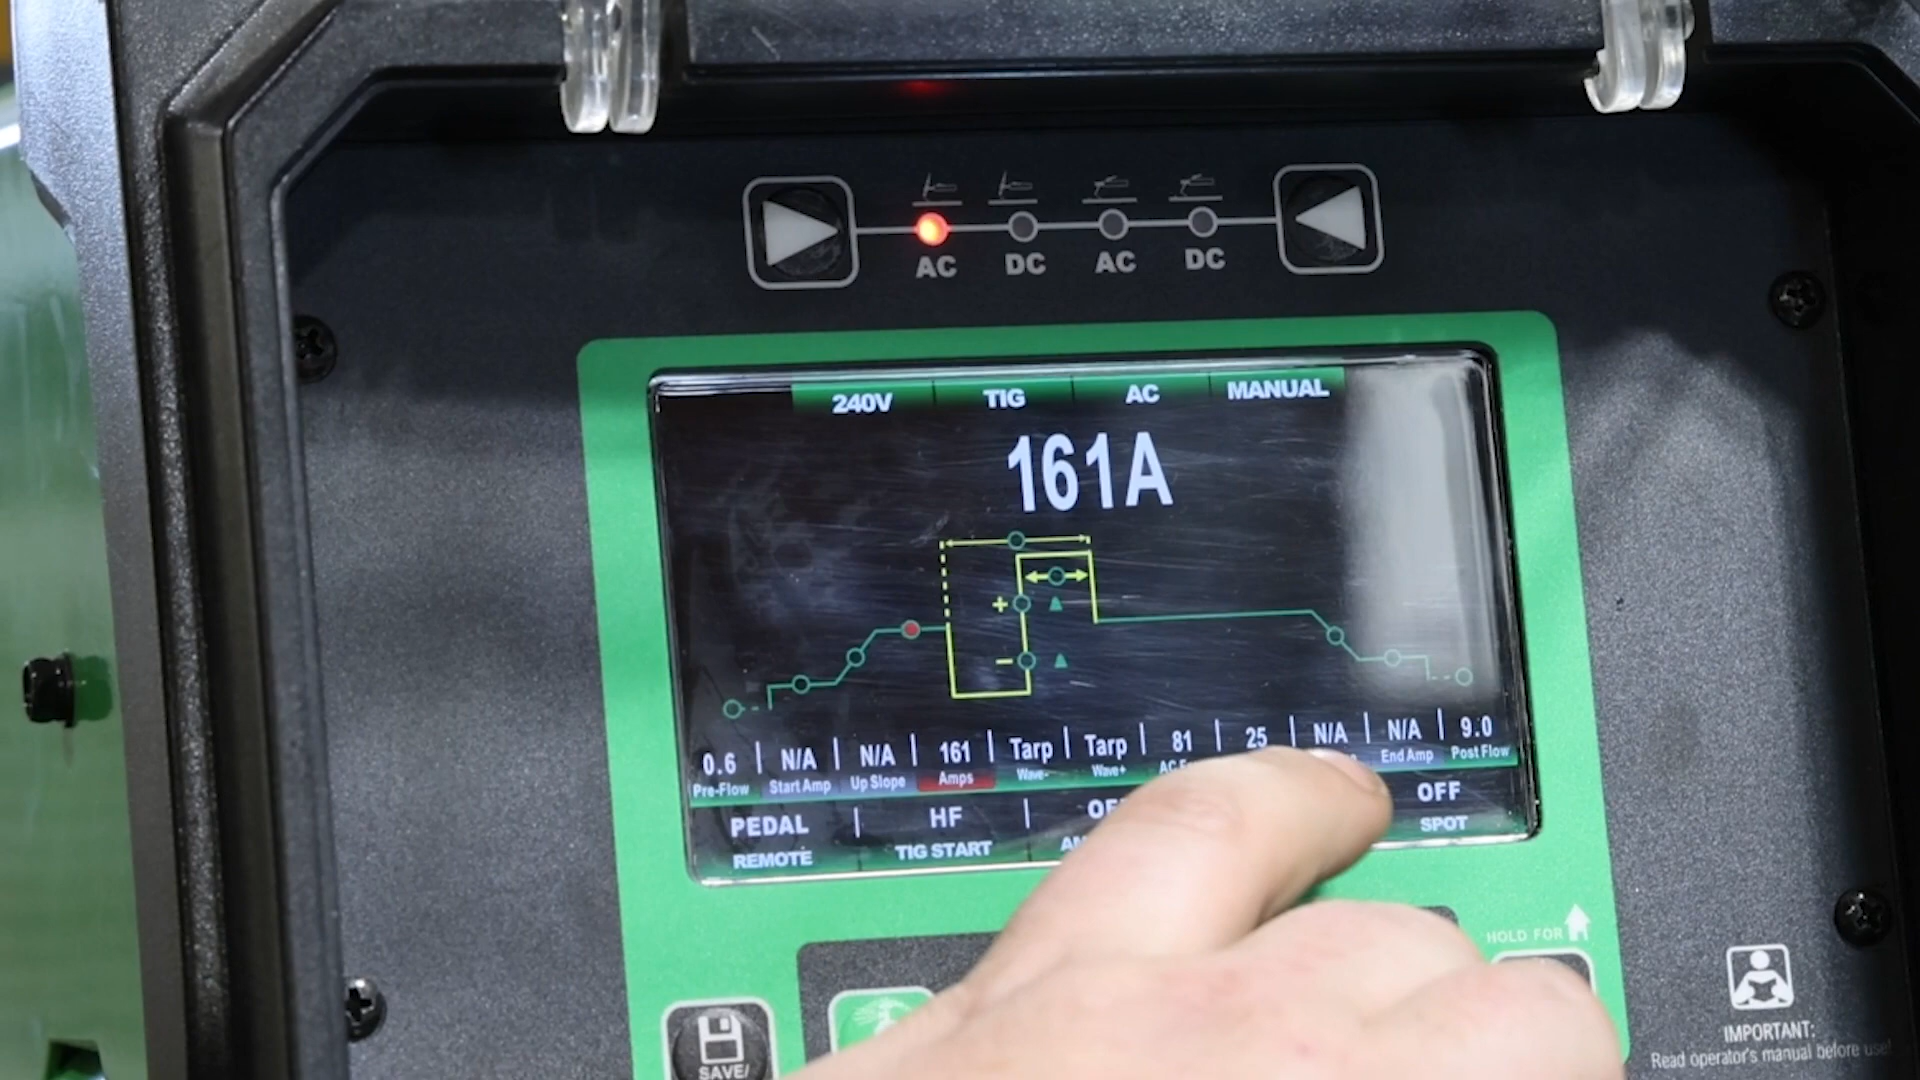 AC DC AC DC
240V TIG AC MANUAL
161A
+
−
0.6 | N/A | N/A | 161 | Tarp | Tarp | 81 | 25 | N/A | N/A | 9.0
Pre-Flow Start Amp Up Slope Amps Wave- Wave+ AC End Amp Post Flow
PEDAL | HF | OFF
REMOTE TIG START SPOT
HOLD FOR
SAVE/
IMPORTANT:
Read operator's manual before use!